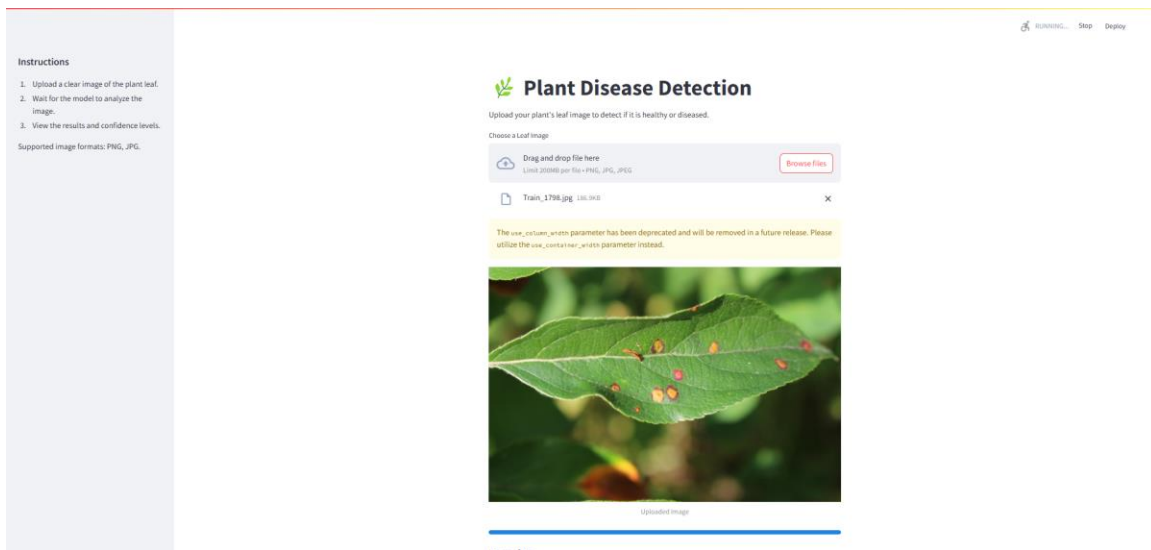 RUNNING... Stop Deploy
Instructions
1. Upload a clear image of the plant leaf.
2. Wait for the model to analyze the
image.
3. View the results and confidence levels.
Supported image formats: PNG, JPG.
Plant Disease Detection
Upload your plant's leaf image to detect if it is healthy or diseased.
Choose a Leaf Image
Drag and drop file here
Limit 200MB per file • PNG, JPG, JPEG
Browse files
Train_1798.jpg
The use_column_width parameter has been deprecated and will be removed in a future release. Please
utilize the use_container_width parameter instead.
Uploaded Image